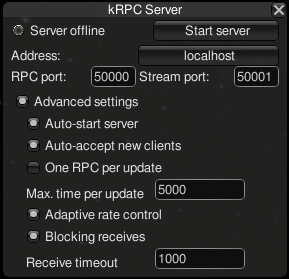 kRPC Server
Server offline Start server
Address: localhost
RPC port: 50000 Stream port: 50001
Advanced settings
Auto-start server
Auto-accept new clients
One RPC per update
Max. time per update 5000
Adaptive rate control
Blocking receives
Receive timeout 1000